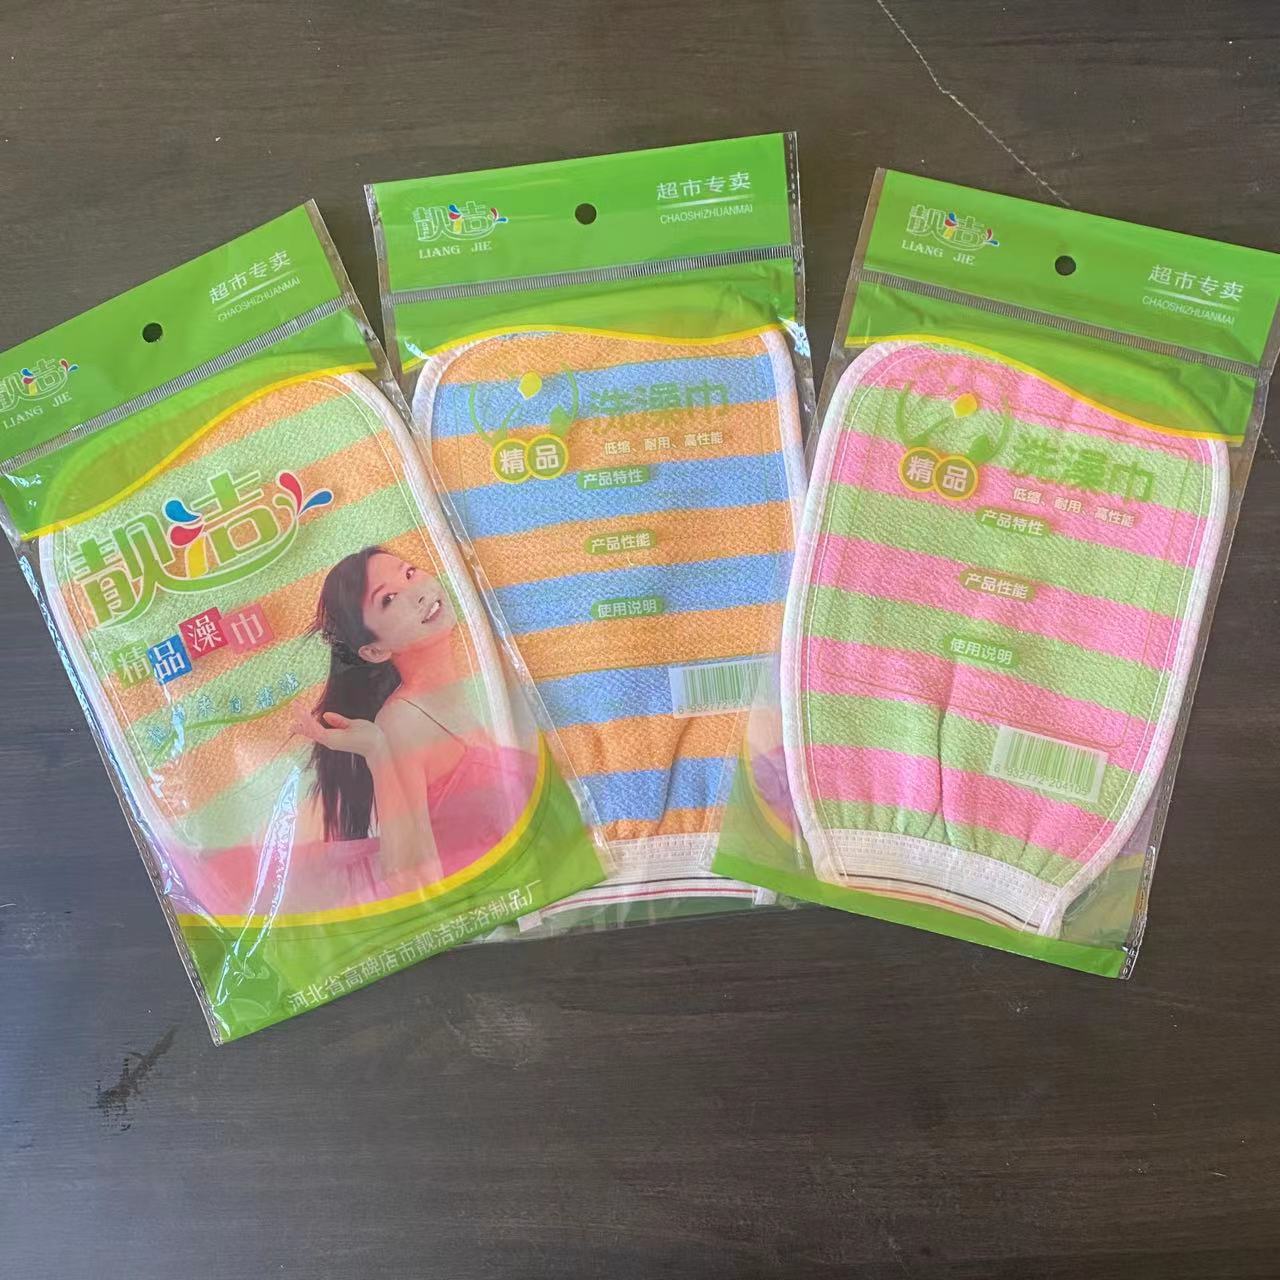 靓洁
LIANG JIE
超市专卖
CHAOSHIZHUANMAI
靓洁
精品澡巾
来自清洁
河北省高碑店市靓洁洗浴制品厂
靓洁
LIANG JIE
超市专卖
CHAOSHIZHUANMAI
洗澡巾
精品
低缩、耐用、高性能
产品特性
产品性能
使用说明
靓洁
LIANG JIE
超市专卖
CHAOSHIZHUANMAI
洗澡巾
精品
低缩、耐用、高性能
产品特性
产品性能
使用说明